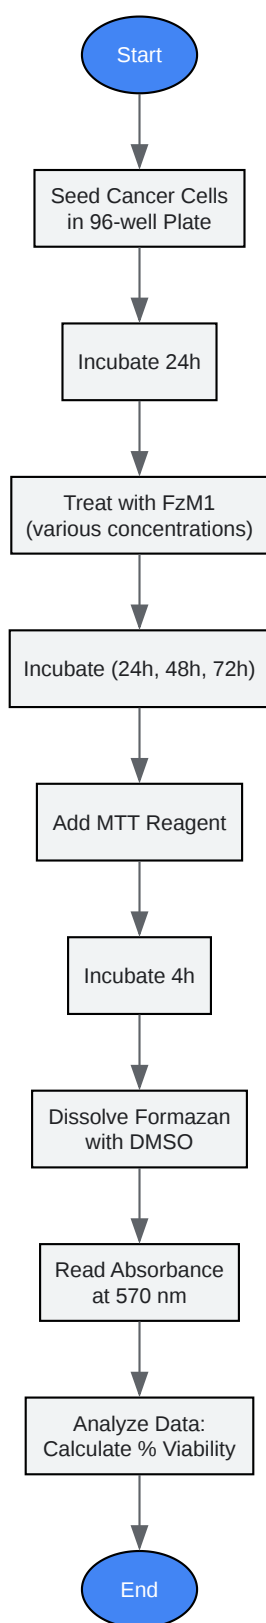 Start
Seed Cancer Cells
in 96-well Plate
Incubate 24h
Treat with FzM1
(various concentrations)
Incubate (24h, 48h, 72h)
Add MTT Reagent
Incubate 4h
Dissolve Formazan
with DMSO
Read Absorbance
at 570 nm
Analyze Data:
Calculate % Viability
End